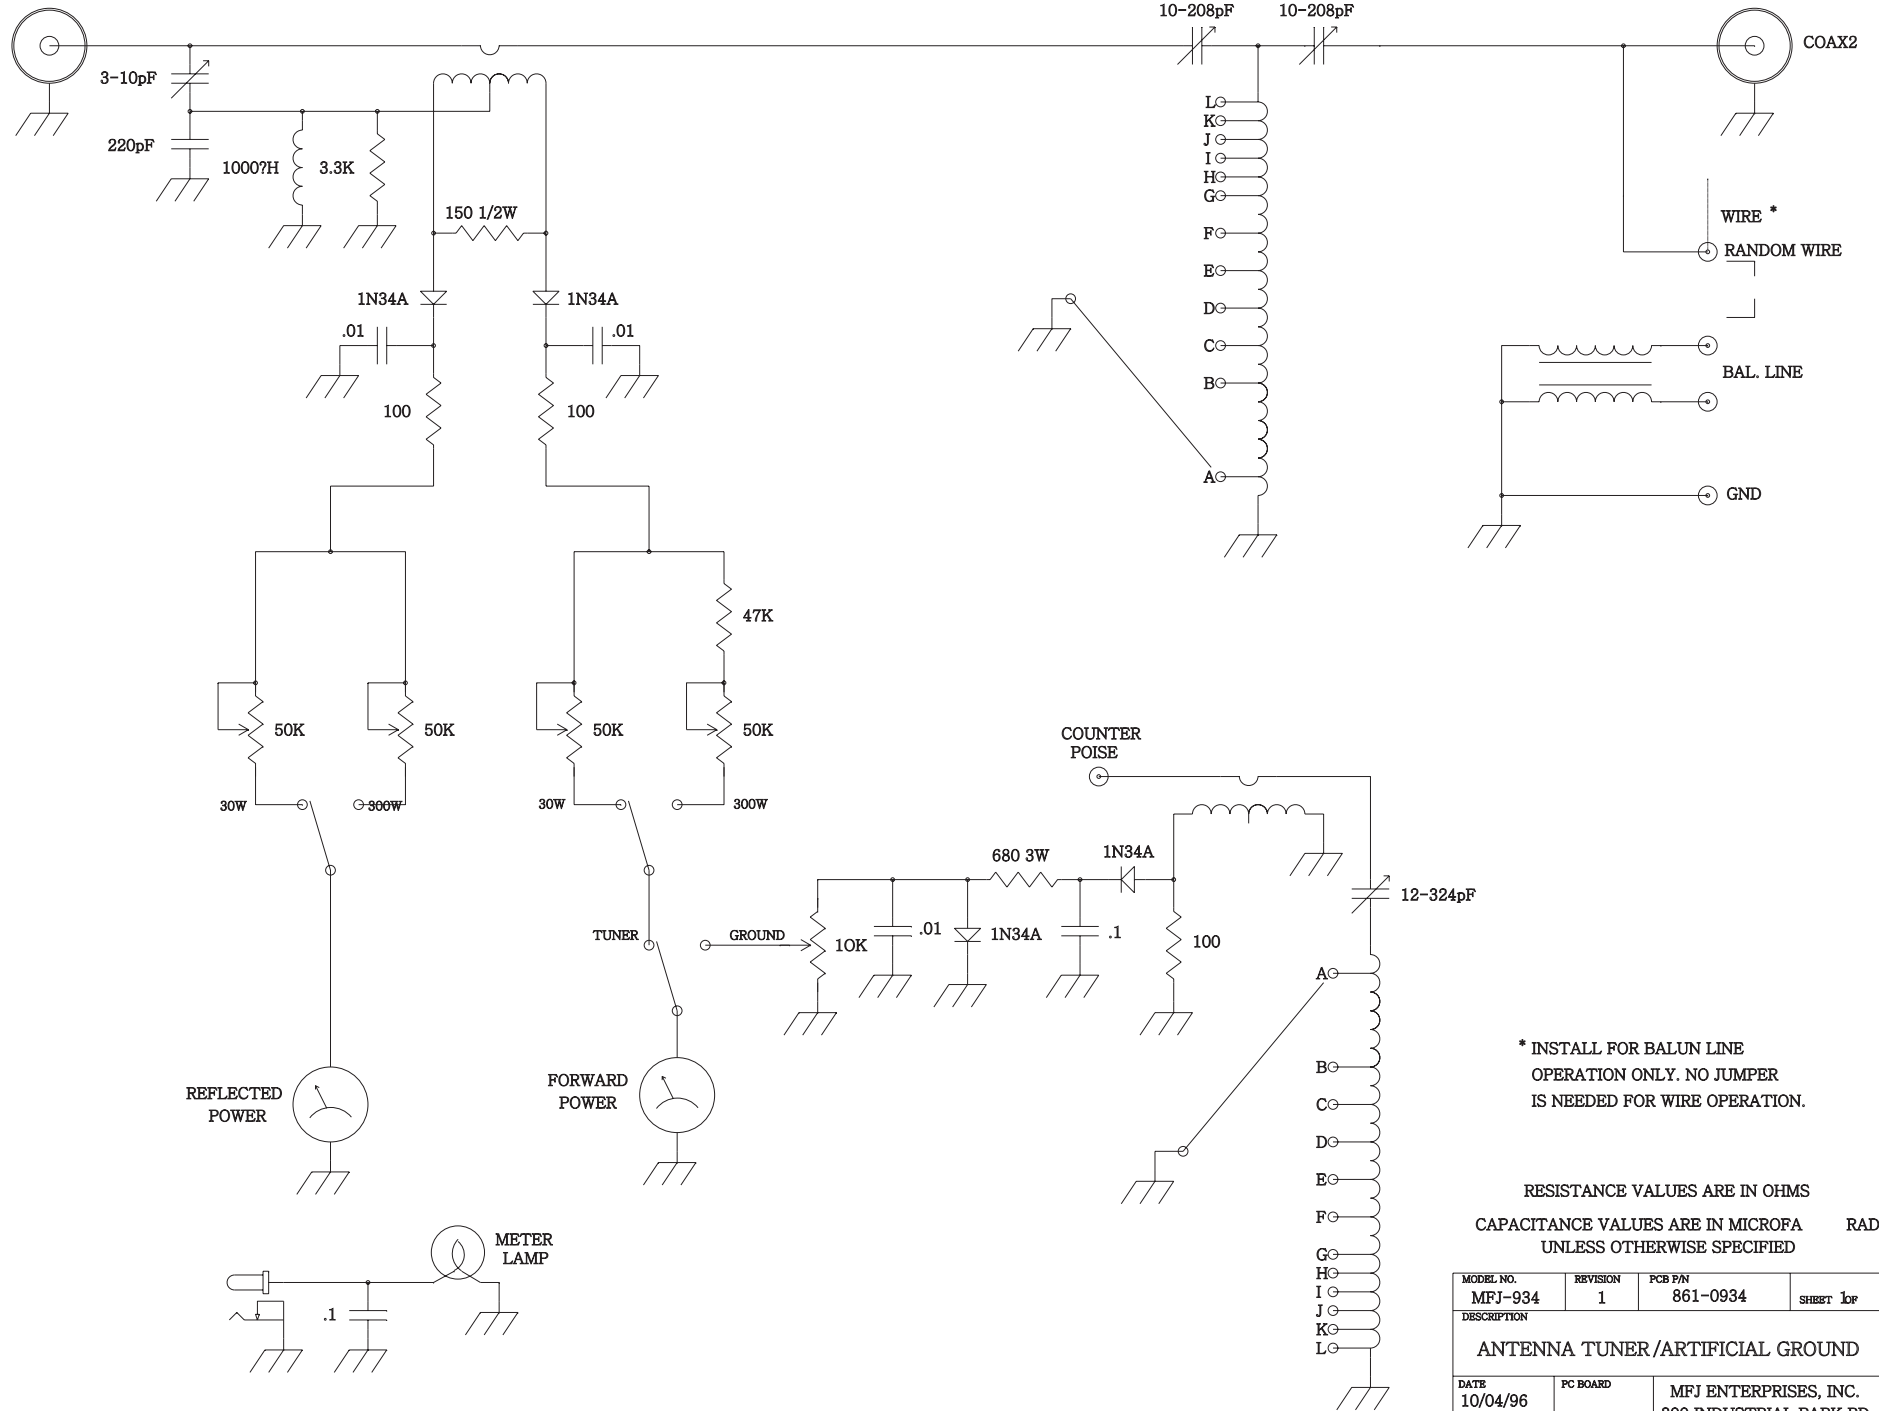 10-208pF
10-208pF
COAX2
3-10pF
220pF
1000?H
3.3K
150 1/2W
1N34A
1N34A
.01
.01
100
100
L
K
J
I
H
G
F
E
D
C
B
A
WIRE *
RANDOM WIRE
BAL. LINE
GND
47K
50K
50K
50K
50K
30W
300W
30W
300W
COUNTER
POISE
680 3W
1N34A
12-324pF
TUNER
GROUND
10K
.01
1N34A
.1
100
REFLECTED
POWER
FORWARD
POWER
A
B
C
D
E
F
G
H
I
J
K
L
* INSTALL FOR BALUN LINE
OPERATION ONLY. NO JUMPER
IS NEEDED FOR WIRE OPERATION.
METER
LAMP
.1
RESISTANCE VALUES ARE IN OHMS
CAPACITANCE VALUES ARE IN MICROFA RAD
UNLESS OTHERWISE SPECIFIED
MODEL NO.
MFJ-934
REVISION
1
PCB P/N
861-0934
SHEET 1OF
DESCRIPTION
ANTENNA TUNER/ARTIFICIAL GROUND
DATE
10/04/96
PC BOARD
MFJ ENTERPRISES, INC.
INDUSTRIAL PARK RD